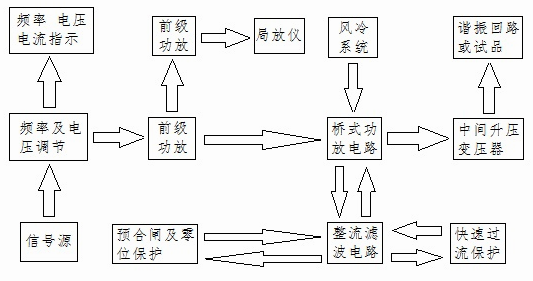 频率 电压
电流指示
前级
功放
局放仪
风冷
系统
谐振回路
或试品
频率及电
压调节
前级
功放
桥式功
放电路
中间升压
变压器
信号源
预合闸及零
位保护
整流滤
波电路
快速过
流保护